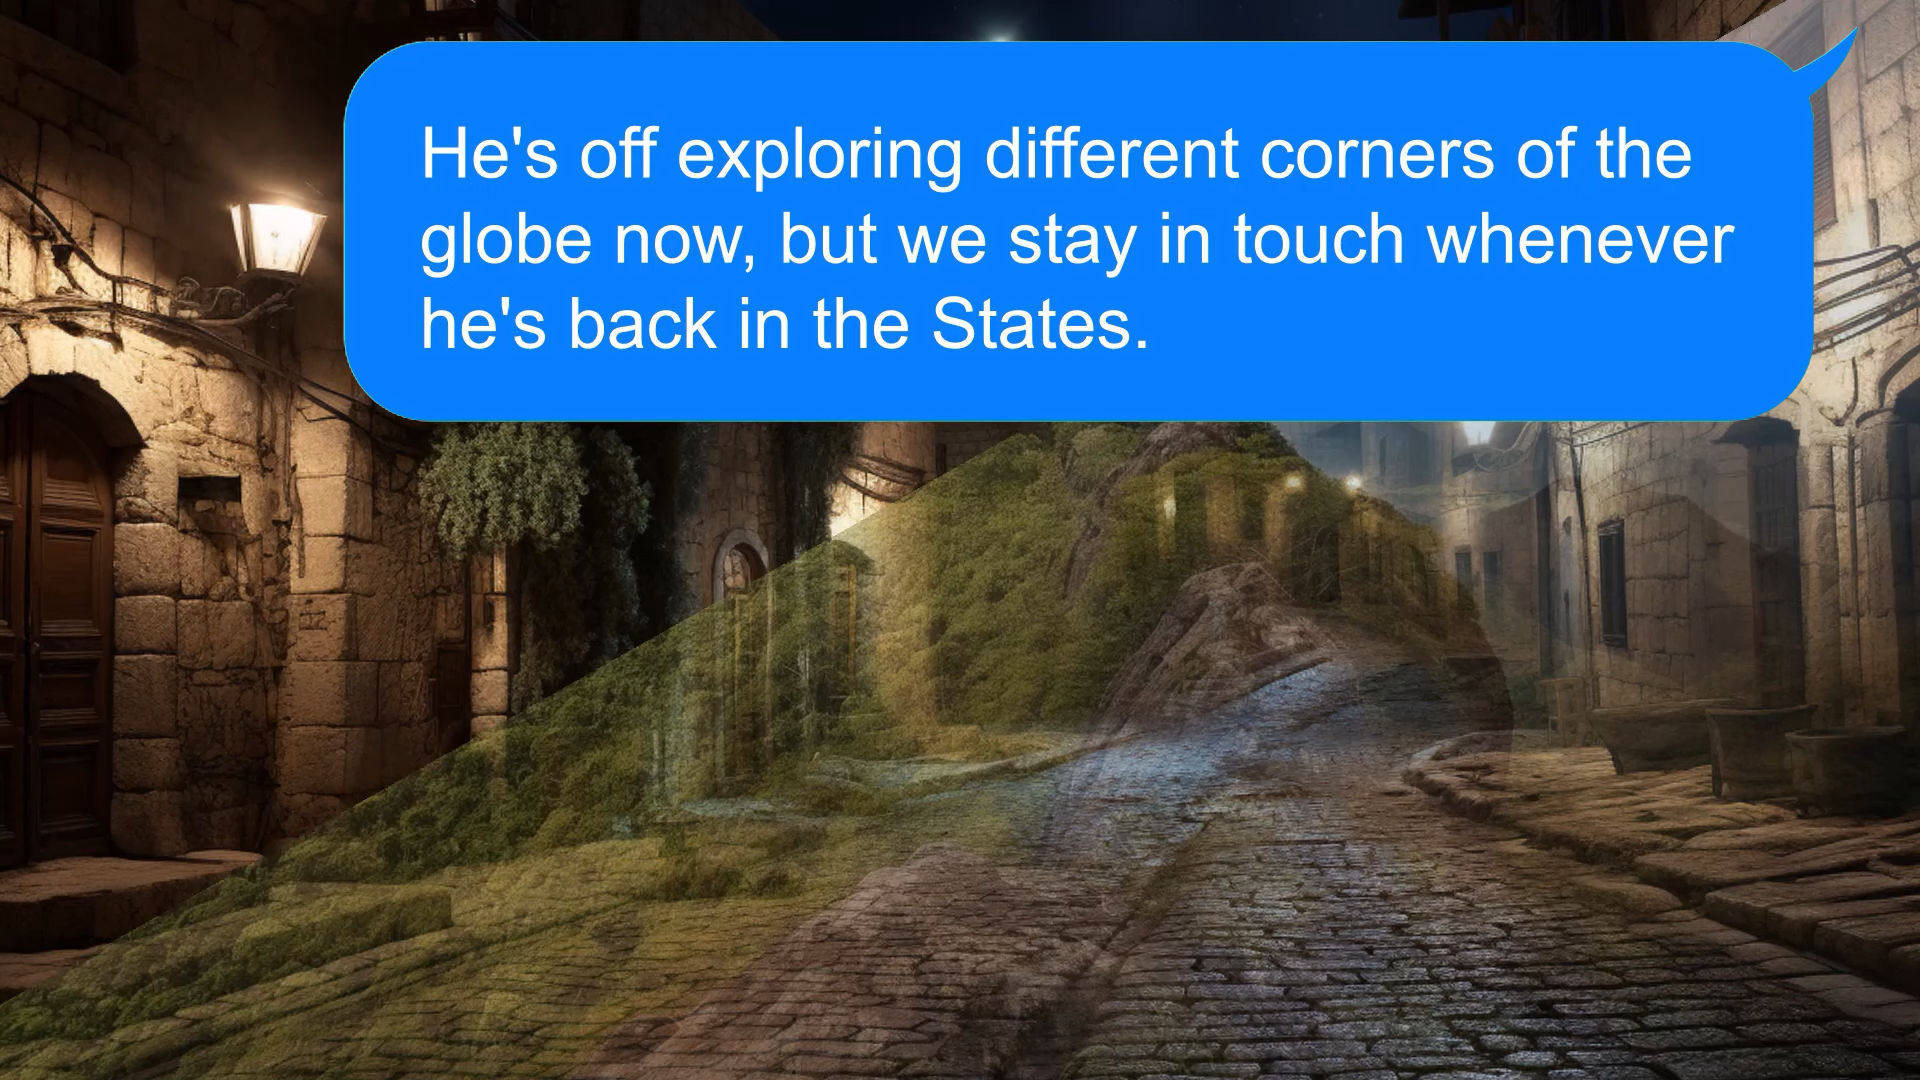 He's off exploring different corners of the
globe now, but we stay in touch whenever
he's back in the States.